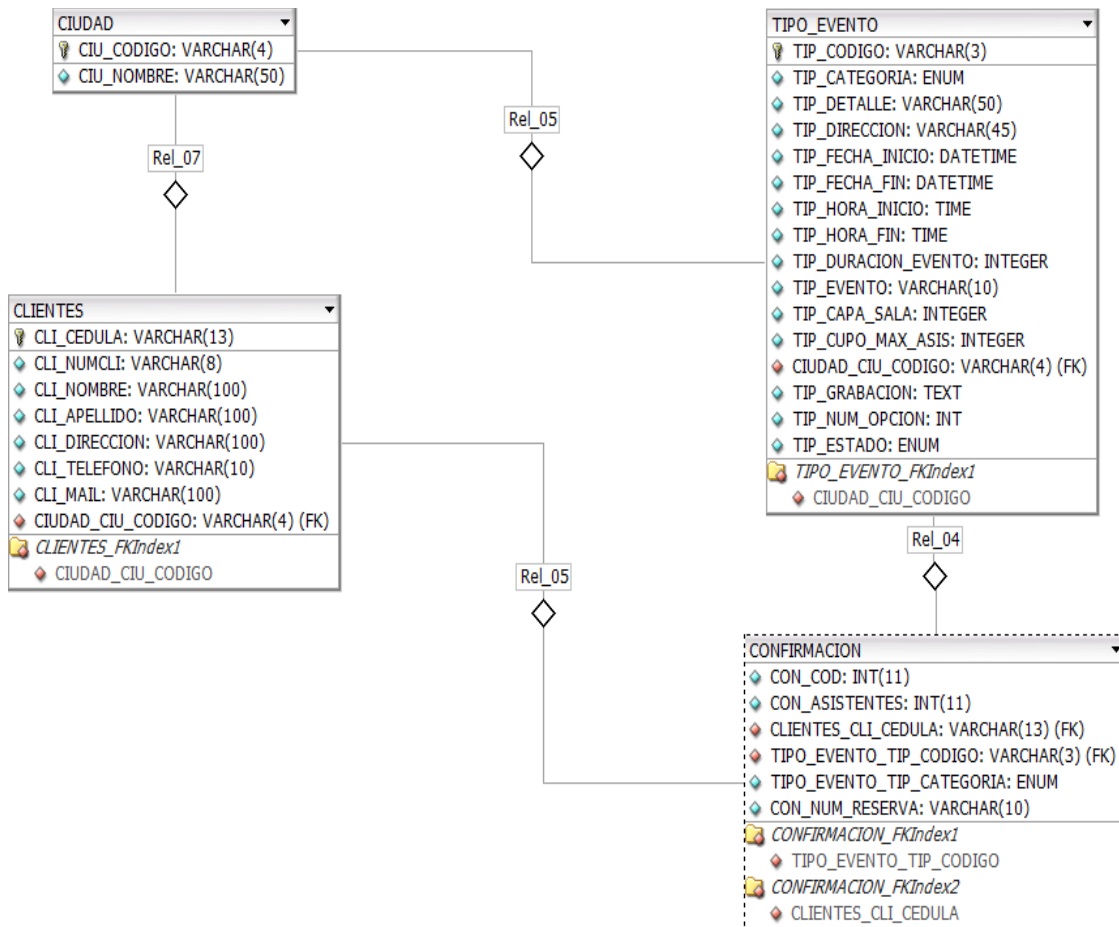 CIUDAD
CIU_CODIGO: VARCHAR(4)
CIU_NOMBRE: VARCHAR(50)
Rel_07
Rel_05
TIPO_EVENTO
TIP_CODIGO: VARCHAR(3)
TIP_CATEGORIA: ENUM
TIP_DETALLE: VARCHAR(50)
TIP_DIRECCION: VARCHAR(45)
TIP_FECHA_INICIO: DATETIME
TIP_FECHA_FIN: DATETIME
TIP_HORA_INICIO: TIME
TIP_HORA_FIN: TIME
TIP_DURACION_EVENTO: INTEGER
TIP_EVENTO: VARCHAR(10)
TIP_CAPA_SALA: INTEGER
TIP_CUPO_MAX_ASIS: INTEGER
CIUDAD_CIU_CODIGO: VARCHAR(4) (FK)
TIP_GRABACION: TEXT
TIP_NUM_OPCION: INT
TIP_ESTADO: ENUM
TIPO_EVENTO_FKIndex1
CIUDAD_CIU_CODIGO
CLIENTES
CLI_CEDULA: VARCHAR(13)
CLI_NUMCLI: VARCHAR(8)
CLI_NOMBRE: VARCHAR(100)
CLI_APELLIDO: VARCHAR(100)
CLI_DIRECCION: VARCHAR(100)
CLI_TELEFONO: VARCHAR(10)
CLI_MAIL: VARCHAR(100)
CIUDAD_CIU_CODIGO: VARCHAR(4) (FK)
CLIENTES_FKIndex1
CIUDAD_CIU_CODIGO
Rel_05
Rel_04
CONFIRMACION
CON_COD: INT(11)
CON_ASISTENTES: INT(11)
CLIENTES_CLI_CEDULA: VARCHAR(13) (FK)
TIPO_EVENTO_TIP_CODIGO: VARCHAR(3) (FK)
TIPO_EVENTO_TIP_CATEGORIA: ENUM
CON_NUM_RESERVA: VARCHAR(10)
CONFIRMACION_FKIndex1
TIPO_EVENTO_TIP_CODIGO
CONFIRMACION_FKIndex2
CLIENTES_CLI_CEDULA